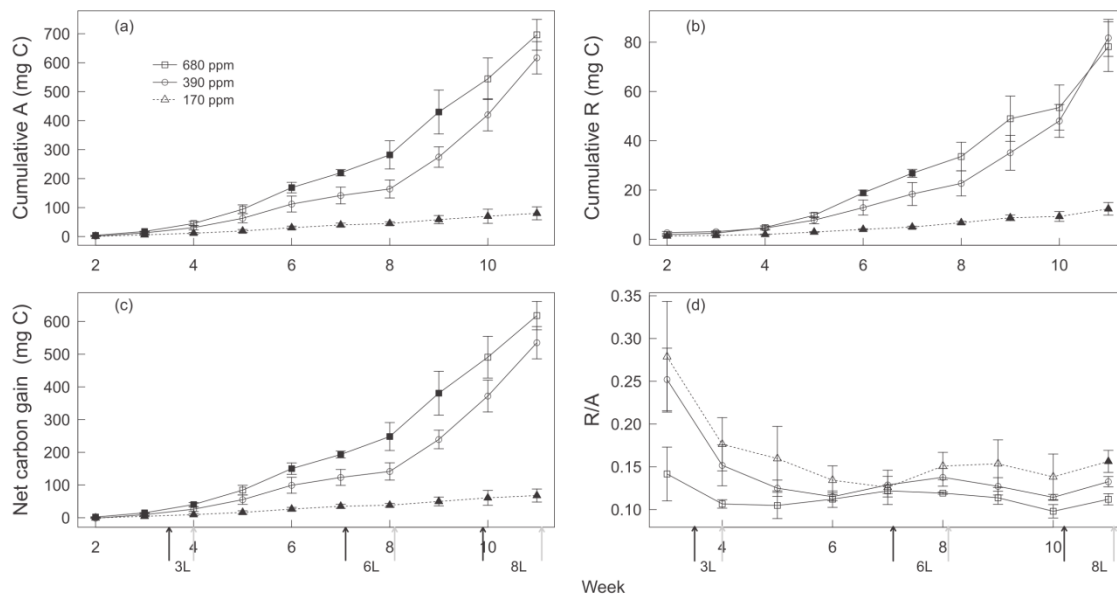 (a)
680 ppm
390 ppm
170 ppm
Cumulative A (mg C)
700
600
500
400
300
200
100
0
2 4 6 8 10
(b)
Cumulative R (mg C)
80
60
40
20
0
2 4 6 8 10
(c)
Net carbon gain (mg C)
600
500
400
300
200
100
0
2 4 6 8 10
3L 6L 8L
(d)
R/A
0.35
0.30
0.25
0.20
0.15
0.10
4 6 8 10
3L 6L 8L
Week